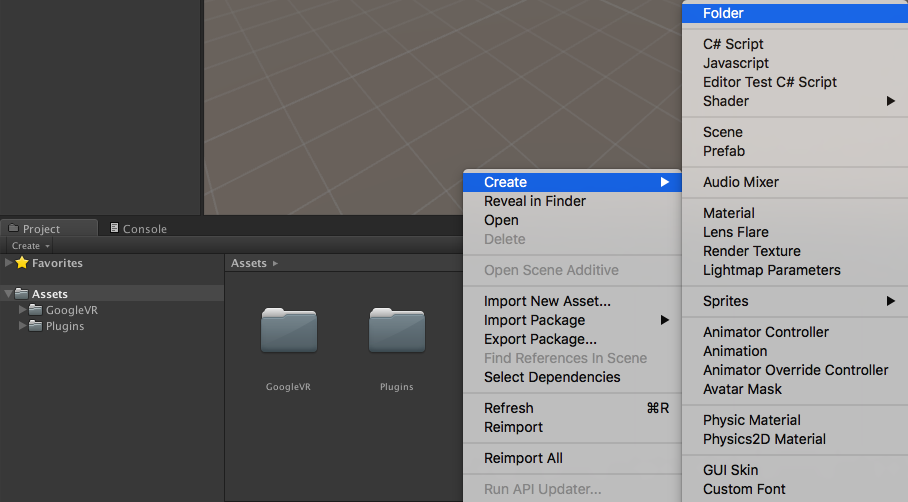 Project
Console
Create
Favorites
Assets
GoogleVR
Plugins
Assets
GoogleVR
Plugins
Create
Reveal in Finder
Open
Delete
Open Scene Additive
Import New Asset...
Import Package
Export Package...
Find References In Scene
Select Dependencies
Refresh ⌘R
Reimport
Reimport All
Run API Updater...
Folder
C# Script
Javascript
Editor Test C# Script
Shader
Scene
Prefab
Audio Mixer
Material
Lens Flare
Render Texture
Lightmap Parameters
Sprites
Animator Controller
Animation
Animator Override Controller
Avatar Mask
Physic Material
Physics2D Material
GUI Skin
Custom Font